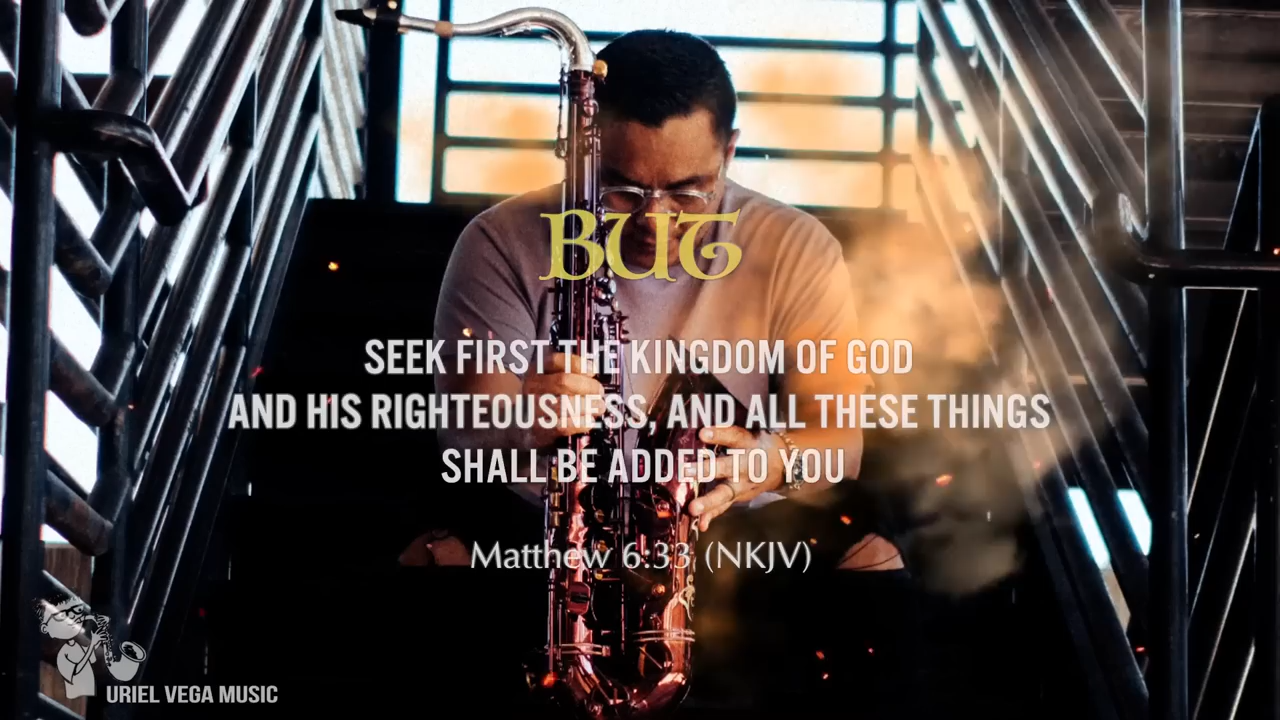 BUT
SEEK FIRST THE KINGDOM OF GOD
AND HIS RIGHTEOUSNESS, AND ALL THESE THINGS
SHALL BE ADDED TO YOU
Matthew 6:33 (NKJV)
URIEL VEGA MUSIC